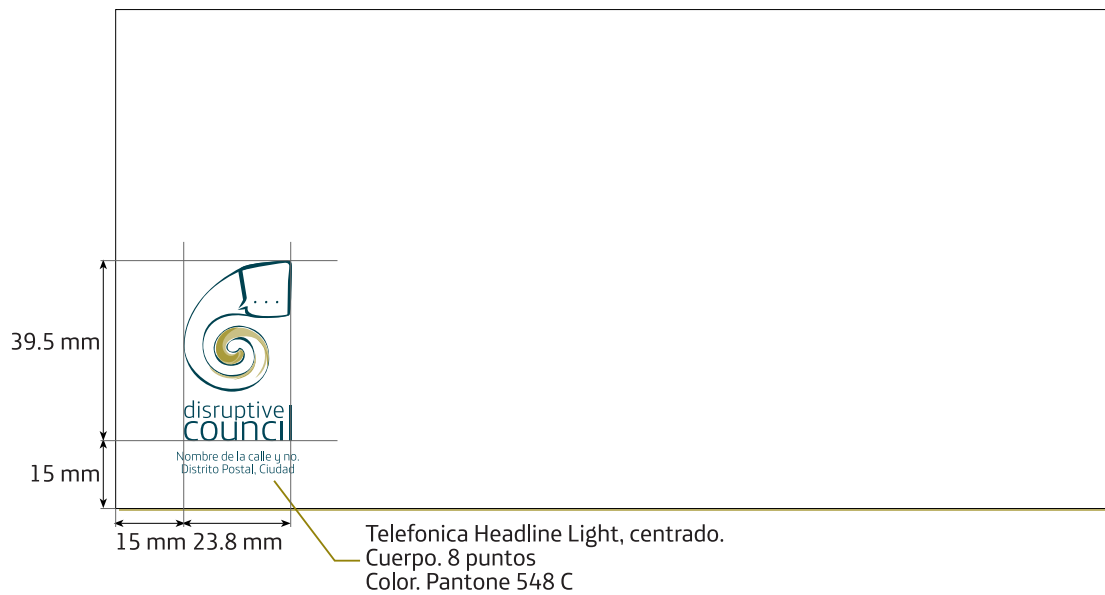 39.5 mm
disruptive
council
Nombre de la calle y no.
Distrito Postal, Ciudad
15 mm
15 mm 23.8 mm
Telefonica Headline Light, centrado.
Cuerpo. 8 puntos
Color. Pantone 548 C